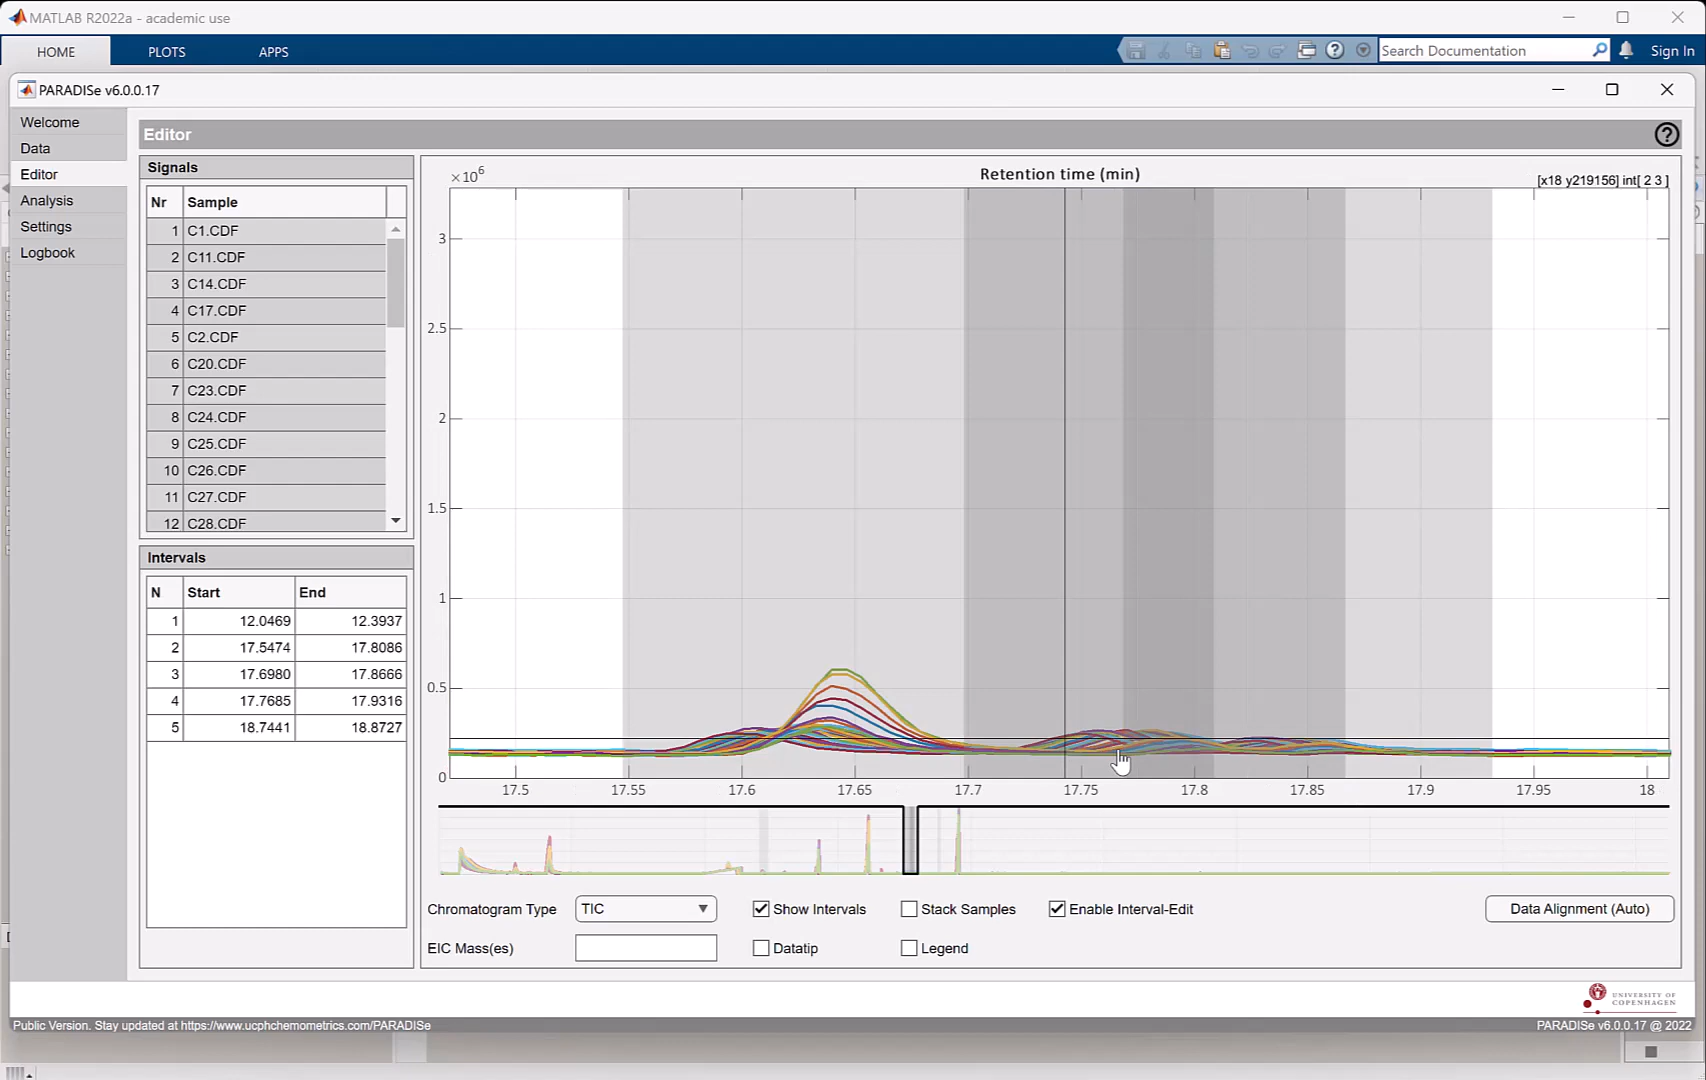 MATLAB R2022a - academic use
HOME PLOTS APPS Search Documentation Sign In
PARADISe v6.0.0.17
Welcome
Data
Editor
Analysis
Settings
Logbook
Editor
Signals
Nr Sample
1 C1.CDF
2 C11.CDF
3 C14.CDF
4 C17.CDF
5 C2.CDF
6 C20.CDF
7 C23.CDF
8 C24.CDF
9 C25.CDF
10 C26.CDF
11 C27.CDF
12 C28.CDF
Intervals
N Start End
1 12.0469 12.3937
2 17.5474 17.8086
3 17.6980 17.8666
4 17.7685 17.9316
5 18.7441 18.8727
×10⁶
Retention time (min)
[x18 y219156] int[ 2 3 ]
3
2.5
2
1.5
1
0.5
0
17.5 17.55 17.6 17.65 17.7 17.75 17.8 17.85 17.9 17.95 18
Chromatogram Type TIC Show Intervals Stack Samples Enable Interval-Edit Data Alignment (Auto)
EIC Mass(es) Datatip Legend
UNIVERSITY OF
COPENHAGEN
Public Version. Stay updated at https://www.ucphchemometrics.com/PARADISe
PARADISe v6.0.0.17 @ 2022